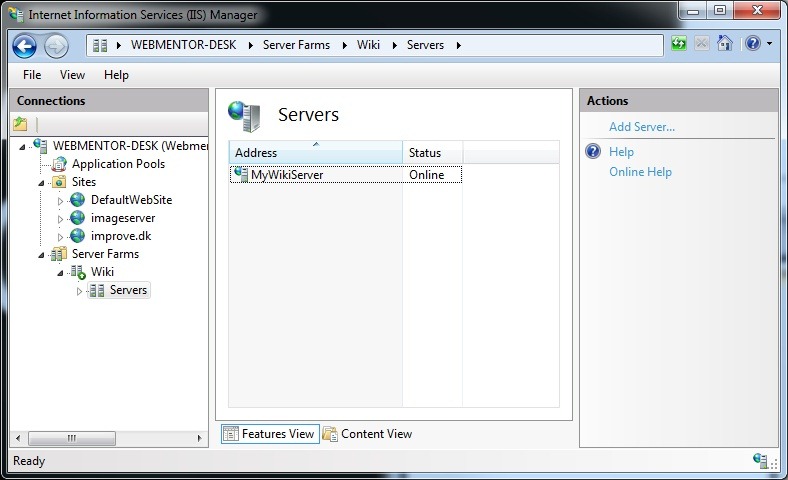 Internet Information Services (IIS) Manager
WEBMENTOR-DESK Server Farms Wiki Servers
File View Help
Connections
WEBMENTOR-DESK (Webmer
Application Pools
Sites
DefaultWebSite
imageserver
improve.dk
Server Farms
Wiki
Servers
Servers
Address Status
MyWikiServer Online
Features View Content View
Actions
Add Server...
Help
Online Help
Ready